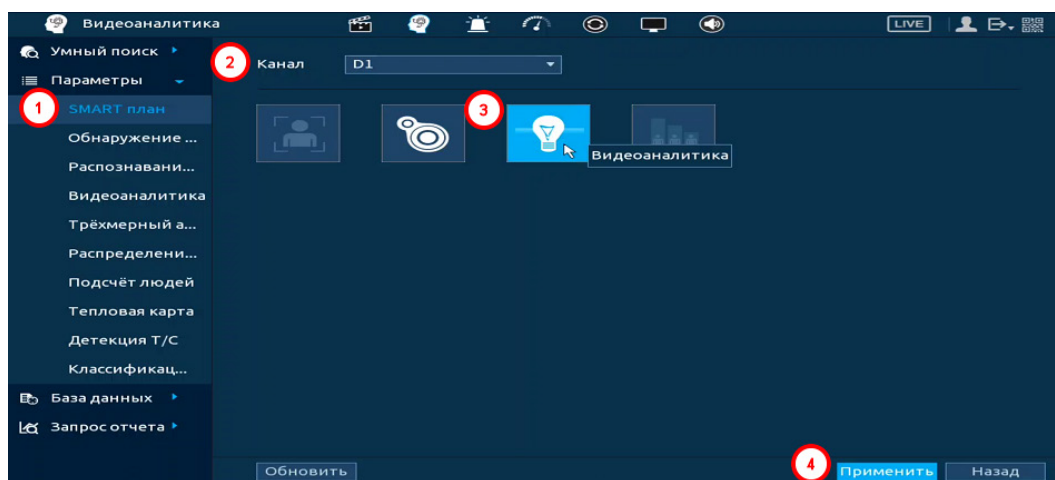 Видеоаналитика
LIVE
Умный поиск
Параметры
1
SMART план
Обнаружение ...
Распознавани...
Видеоаналитика
Трёхмерный а...
Распределени...
Подсчёт людей
Тепловая карта
Детекция Т/С
Классификац...
База данных
Запрос отчета
2
Канал
D1
3
Видеоаналитика
Обновить
4
Применить
Назад